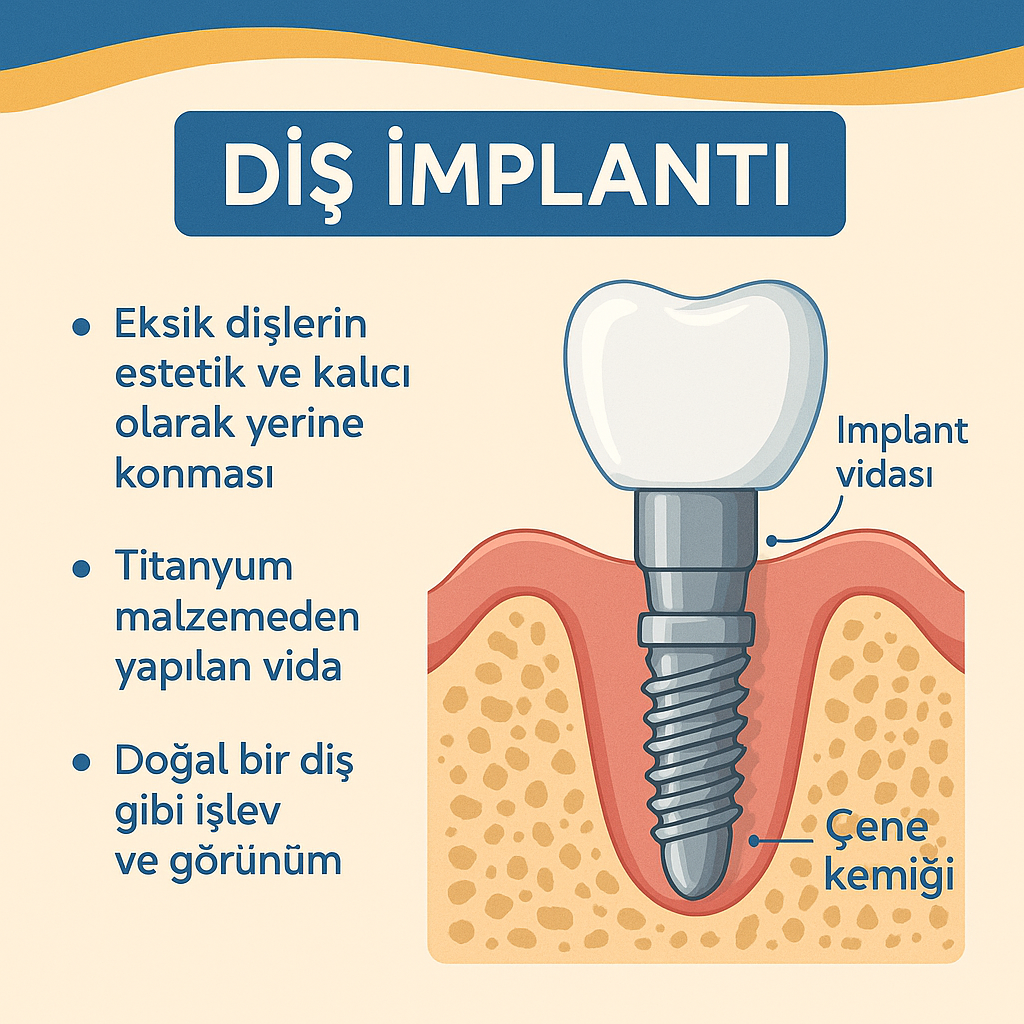 DİŞ İMPLANTI
• Eksik dişlerin
estetik ve kalıcı
olarak yerine
konması
• Titanyum
malzemeden
yapılan vida
• Doğal bir diş
gibi işlev
ve görünüm
Implant
vidası
Çene
kemiği